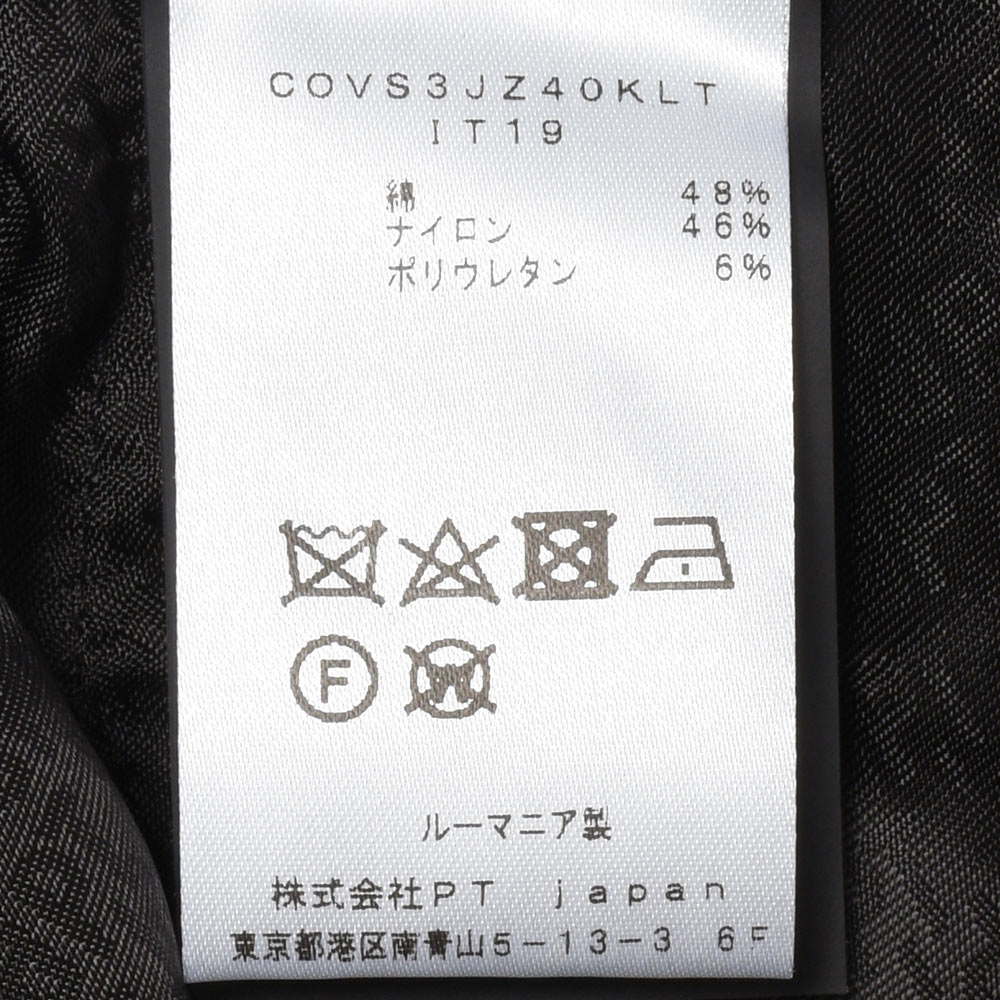 COVS3JZ40KLT
IT19
綿 48%
ナイロン 46%
ポリウレタン 6%
F W
ルーマニア製
株式会社PT japan
東京都港区南青山5-13-3 6F